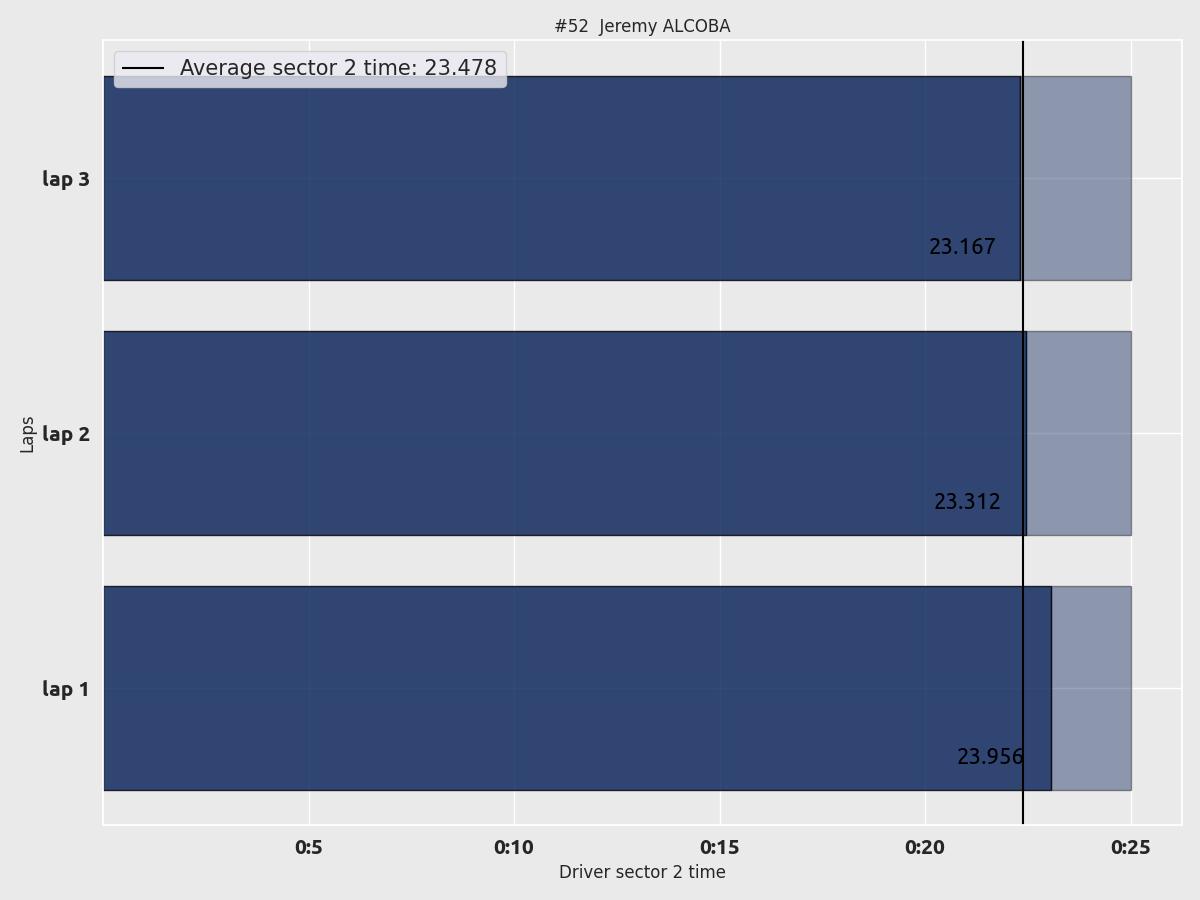 #52  Jeremy ALCOBA
Average sector 2 time: 23.478
lap 3
23.167
lap 2
23.312
lap 1
23.956
Laps
0:5 0:10 0:15 0:20 0:25
Driver sector 2 time